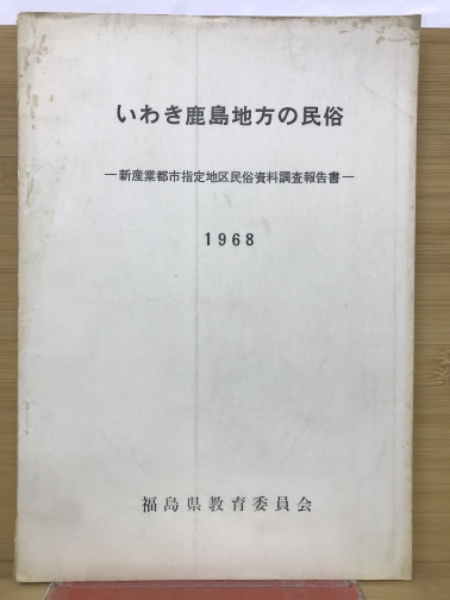 いわき鹿島地方の民俗
―新産業都市指定地区民俗資料調査報告書―
1968
福島県教育委員会